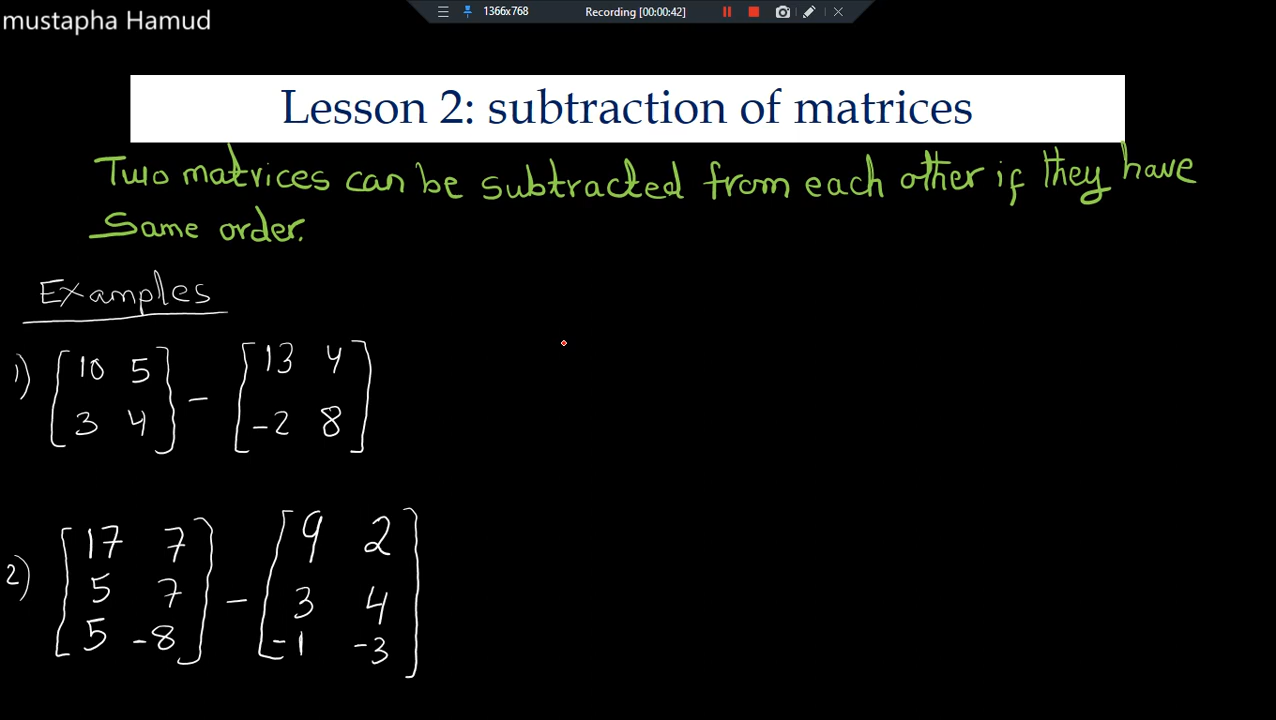 mustapha Hamud
1366x768 Recording [00:00:42]
Lesson 2: subtraction of matrices
Two matrices can be subtracted from each other if they have
Same order.
Examples
1) [10 5] - [13 4]
[3 4] [-2 8]
2) [17 7] - [9 2]
[5 7] [3 4]
[5 -8] [-1 -3]